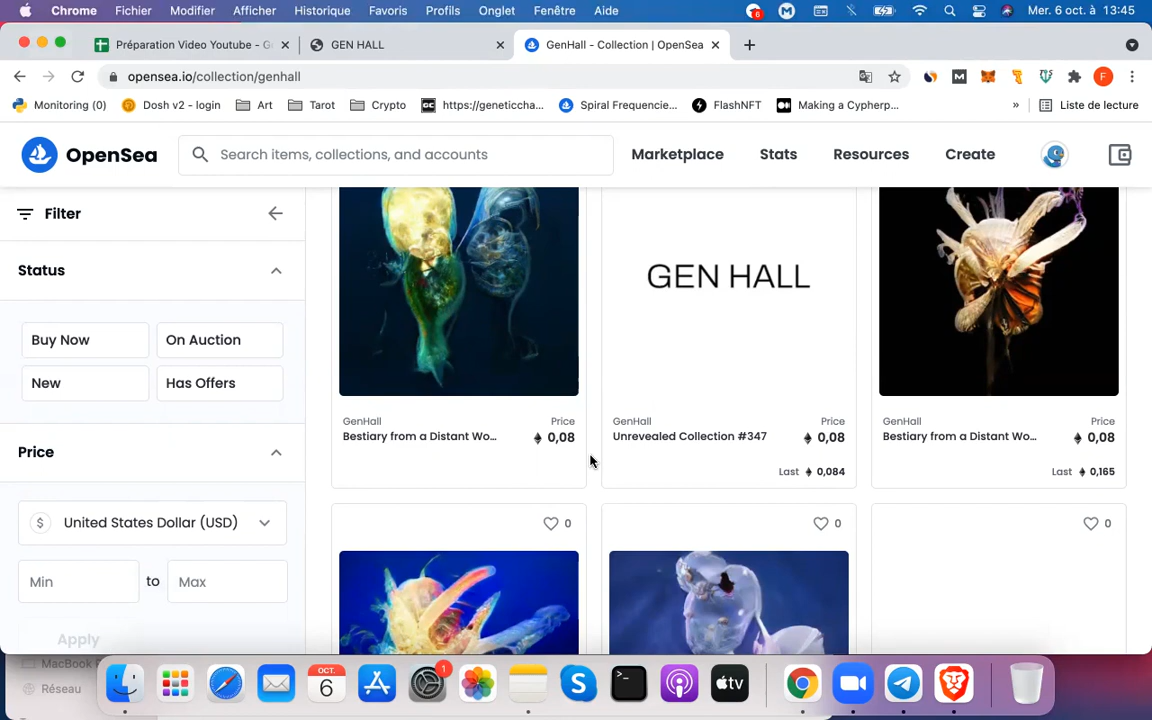 Chrome Fichier Modifier Afficher Historique Favoris Profils Onglet Fenêtre Aide 6 Mer. 6 oct. à 13:45
Préparation Video Youtube - G
GEN HALL
GenHall - Collection | OpenSea
opensea.io/collection/genhall
F
Monitoring (0) Dosh v2 - login Art Tarot Crypto https://geneticcha... Spiral Frequencie... FlashNFT Making a Cypherp... » Liste de lecture
OpenSea
Search items, collections, and accounts
Marketplace Stats Resources Create
Filter
Status
Buy Now On Auction
New Has Offers
Price
$ United States Dollar (USD)
Min to Max
Apply
GenHall Price
Bestiary from a Distant Wo... 0,08
GEN HALL
GenHall Price
Unrevealed Collection #347 0,08
Last 0,084
GenHall Price
Bestiary from a Distant Wo... 0,08
Last 0,165
0
0
0
Réseau
OCT.
6
1
tv